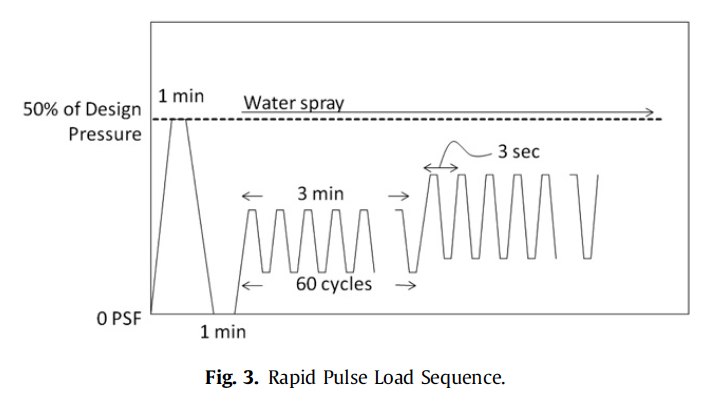 50% of Design
Pressure
1 min
Water spray
3 sec
3 min
60 cycles
0 PSF
1 min
Fig. 3. Rapid Pulse Load Sequence.